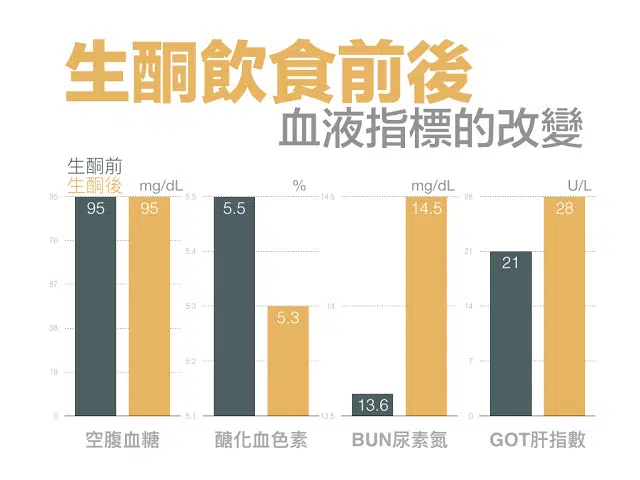 生酮飲食前後
血液指標的改變
生酮前
生酮後
mg/dL
%
mg/dL
U/L
95
76
57
38
19
0
95
95
空腹血糖
5.5
5.4
5.3
5.2
5.1
5.5
5.3
醣化血色素
14.5
14
13.5
13.6
14.5
BUN尿素氮
28
21
14
7
0
21
28
GOT肝指數